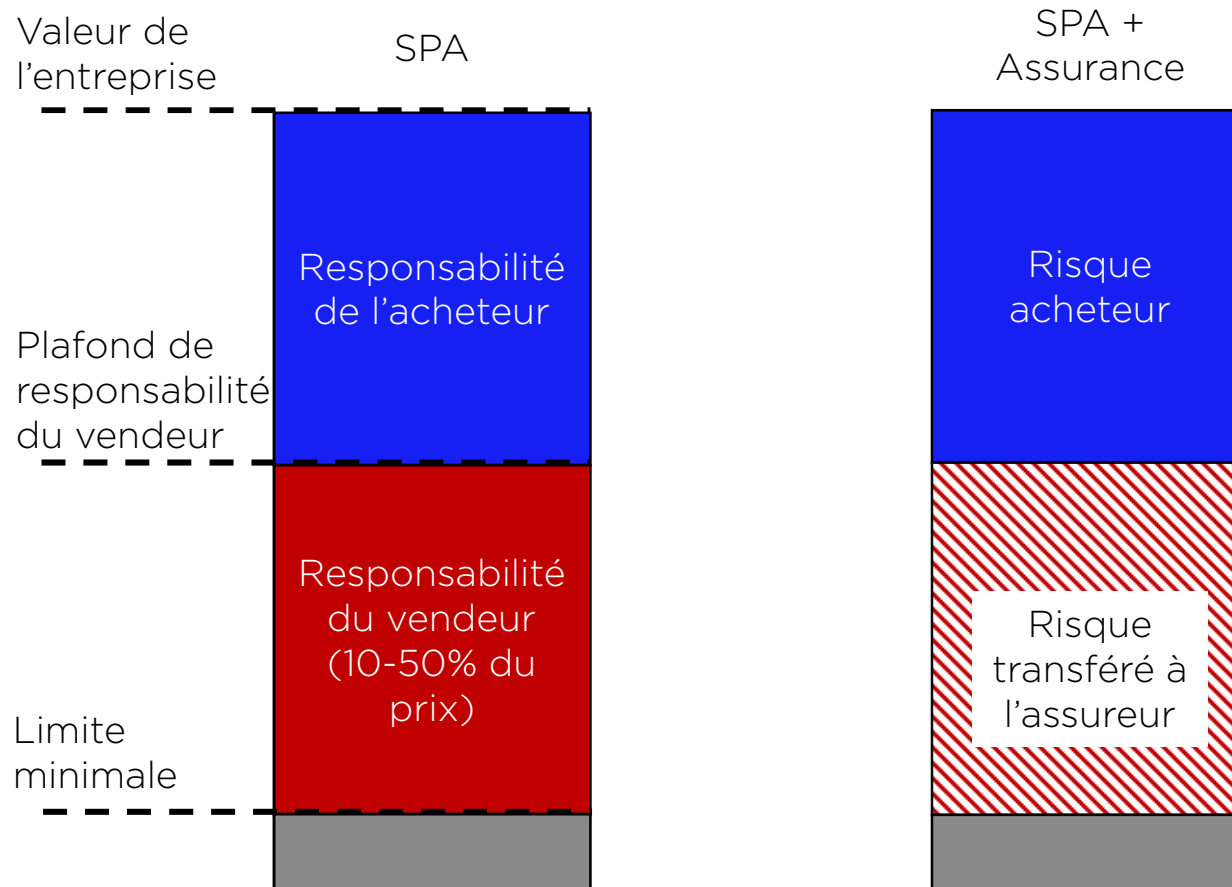 Valeur de
l'entreprise
SPA
SPA +
Assurance
Responsabilité
de l'acheteur
Risque
acheteur
Plafond de
responsabilité
du vendeur
Responsabilité
du vendeur
(10-50% du
prix)
Risque
transféré à
l'assureur
Limite
minimale